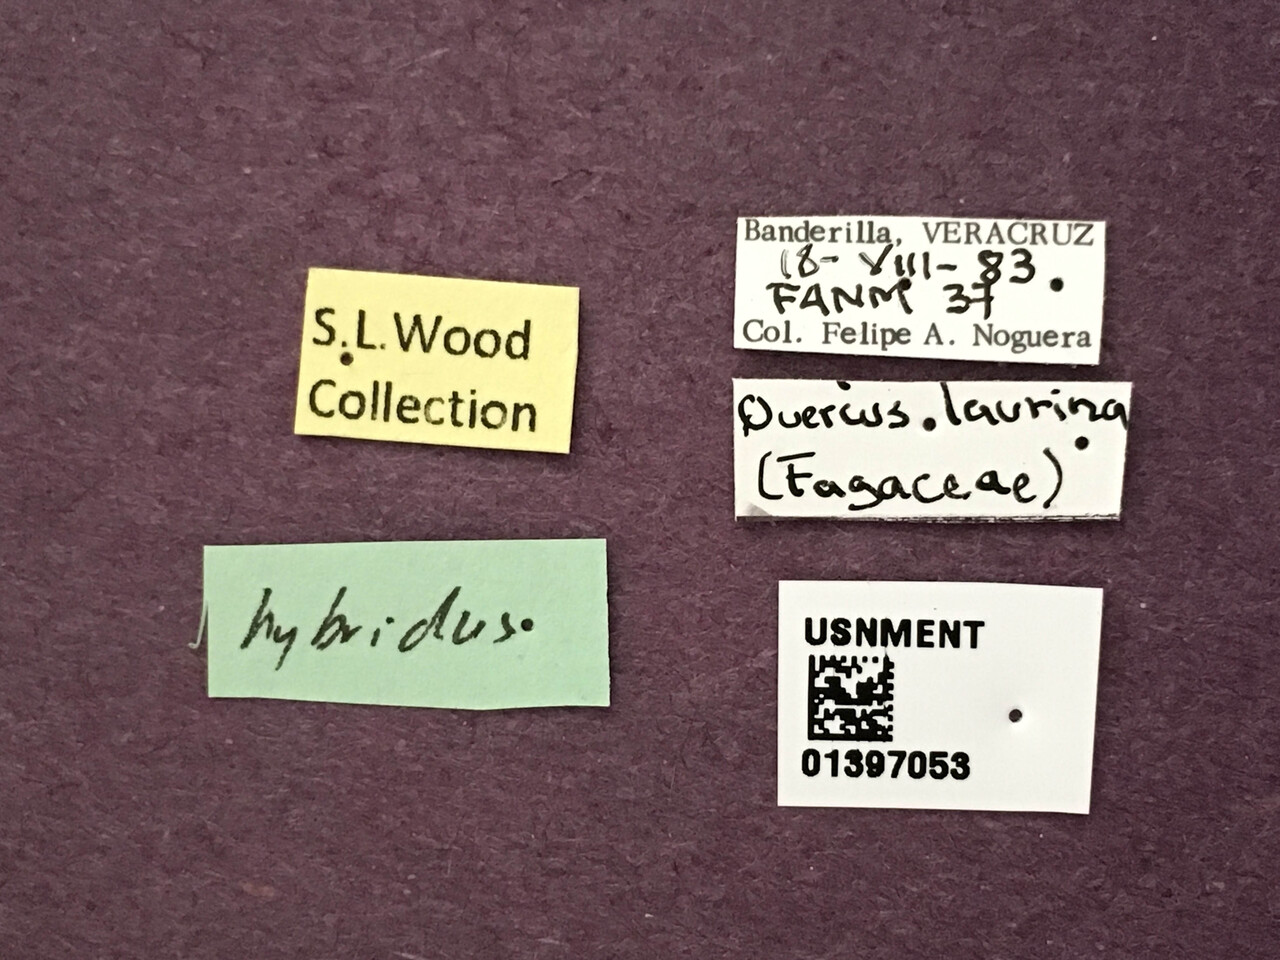 S.L.Wood
Collection
hybridus
Banderilla, VERACRUZ
18-VIII-83
FANM 37
Col. Felipe A. Noguera
Quercus laurina
(Fagaceae)
USNMENT
01397053